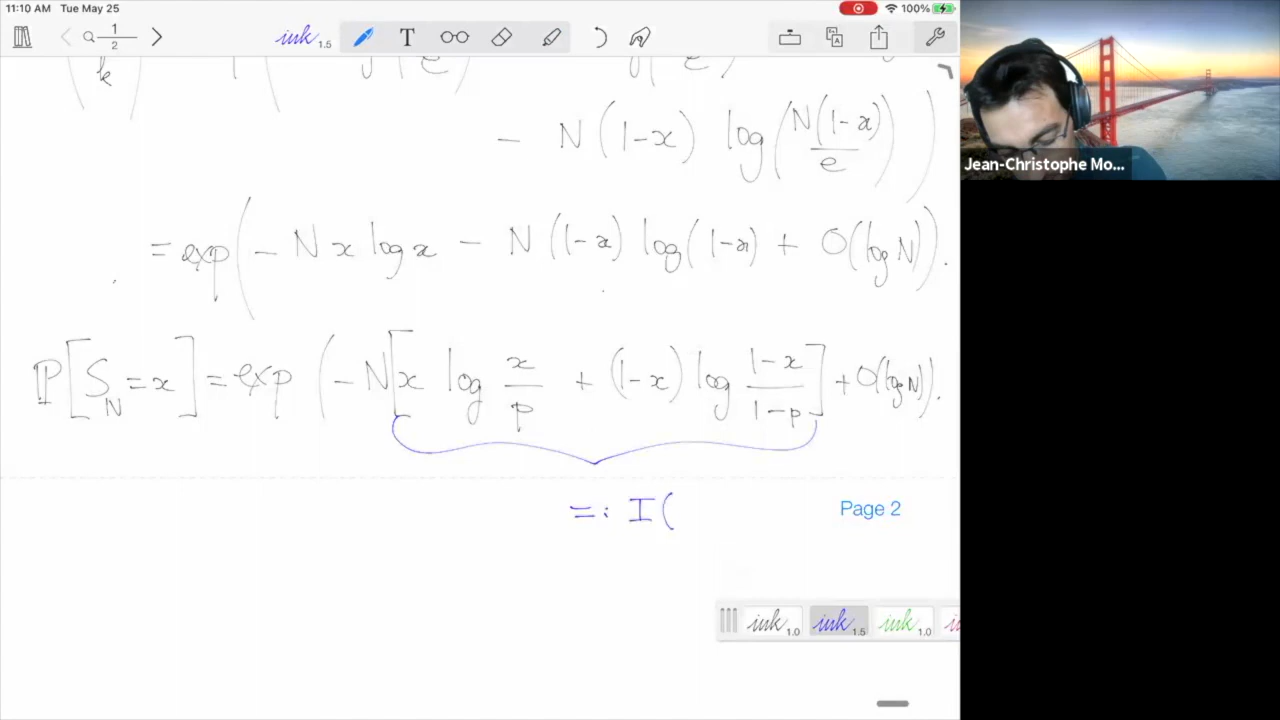 11:10 AM Tue May 25
100%
1
2
ink 1.5
T
k
e
e
- N (1-x) log(N(1-x)/e)))
= exp(- N x log x - N (1-x) log(1-x) + O(log N)).
P[S_N = x] = exp (-N[x log x/p + (1-x) log (1-x)/(1-p)] + O(log N)).
=: I(
Page 2
ink 1.0 ink 1.5 ink 1.0
Jean-Christophe Mo...